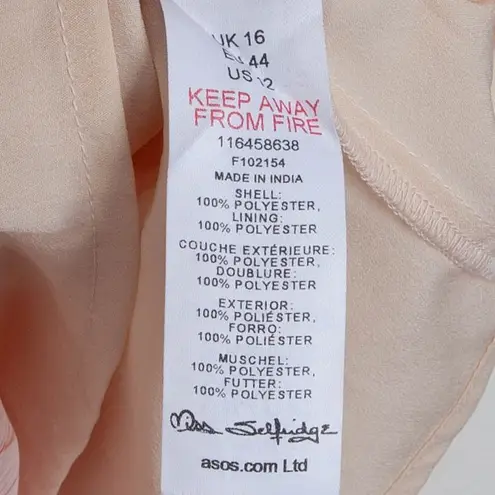 UK 16
EU 44
US 12
KEEP AWAY
FROM FIRE
116458638
F102154
MADE IN INDIA
SHELL:
100% POLYESTER,
LINING:
100% POLYESTER
COUCHE EXTÉRIEURE:
100% POLYESTER,
DOUBLURE:
100% POLYESTER
EXTERIOR:
100% POLIÉSTER,
FORRO:
100% POLIÉSTER
MUSCHEL:
100% POLYESTER,
FUTTER:
100% POLYESTER
Miss Selfridge
asos.com Ltd